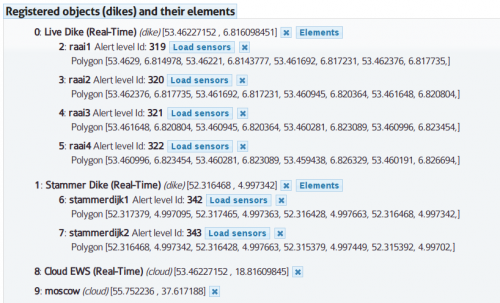 Registered objects (dikes) and their elements
0: Live Dike (Real-Time) (dike) [53.46227152 , 6.816098451] × Elements
2: raai1 Alert level Id: 319 Load sensors ×
Polygon [53.4629, 6.814978, 53.46221, 6.8143777, 53.461692, 6.817231, 53.462376, 6.817735,]
3: raai2 Alert level Id: 320 Load sensors ×
Polygon [53.462376, 6.817735, 53.461692, 6.817231, 53.460945, 6.820364, 53.461648, 6.820804,]
4: raai3 Alert level Id: 321 Load sensors ×
Polygon [53.461648, 6.820804, 53.460945, 6.820364, 53.460281, 6.823089, 53.460996, 6.823454,]
5: raai4 Alert level Id: 322 Load sensors ×
Polygon [53.460996, 6.823454, 53.460281, 6.823089, 53.459438, 6.826329, 53.460191, 6.826694,]
1: Stammer Dike (Real-Time) (dike) [52.316468 , 4.997342] × Elements
6: stammerdijk1 Alert level Id: 342 Load sensors ×
Polygon [52.317379, 4.997095, 52.317465, 4.997363, 52.316428, 4.997663, 52.316468, 4.997342,]
7: stammerdijk2 Alert level Id: 343 Load sensors ×
Polygon [52.316468, 4.997342, 52.316428, 4.997663, 52.315379, 4.997449, 52.315392, 4.99702,]
8: Cloud EWS (Real-Time) (cloud) [53.46227152 , 18.81609845] ×
9: moscow (cloud) [55.752236 , 37.617188] ×